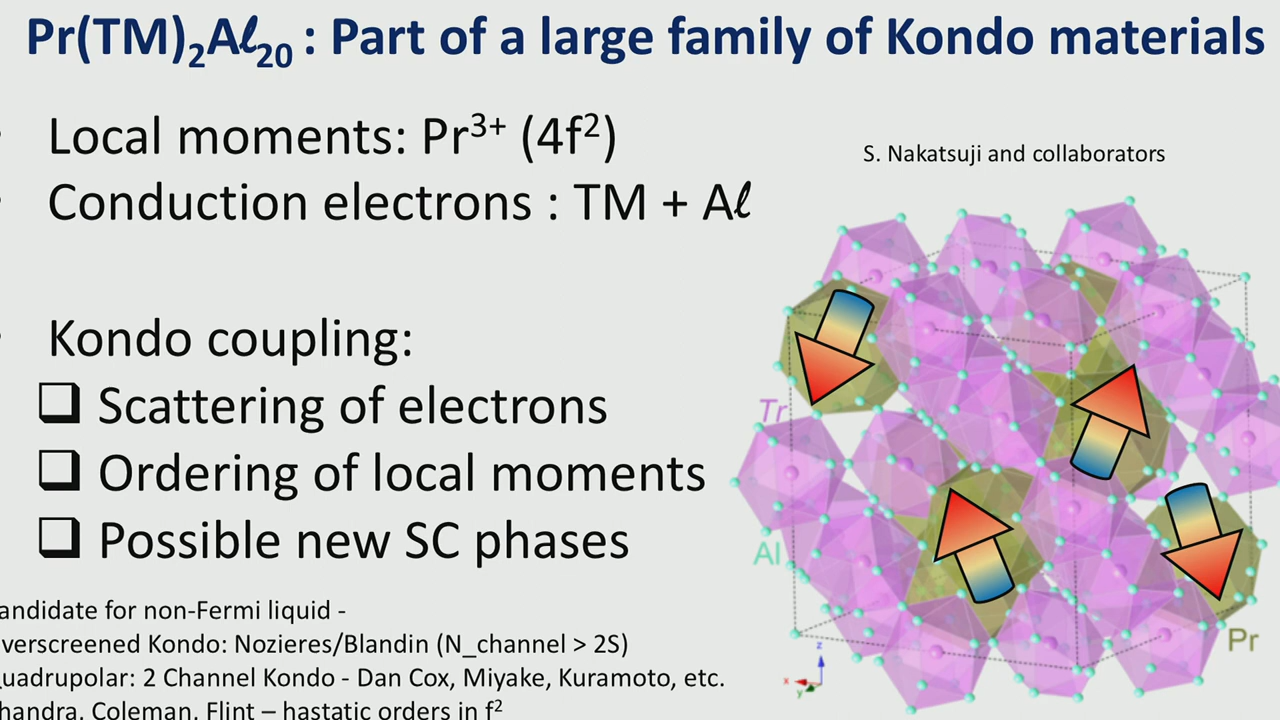 Pr(TM)₂Aℓ₂₀ : Part of a large family of Kondo materials
• Local moments: Pr³⁺ (4f²)
• Conduction electrons : TM + Aℓ
S. Nakatsuji and collaborators
• Kondo coupling:
❑ Scattering of electrons
❑ Ordering of local moments
❑ Possible new SC phases
andidate for non-Fermi liquid -
verscreened Kondo: Nozieres/Blandin (N_channel > 2S)
uadrupolar: 2 Channel Kondo - Dan Cox, Miyake, Kuramoto, etc.
handra, Coleman, Flint – hastatic orders in f²
Tr
Al
Pr
z
x
y